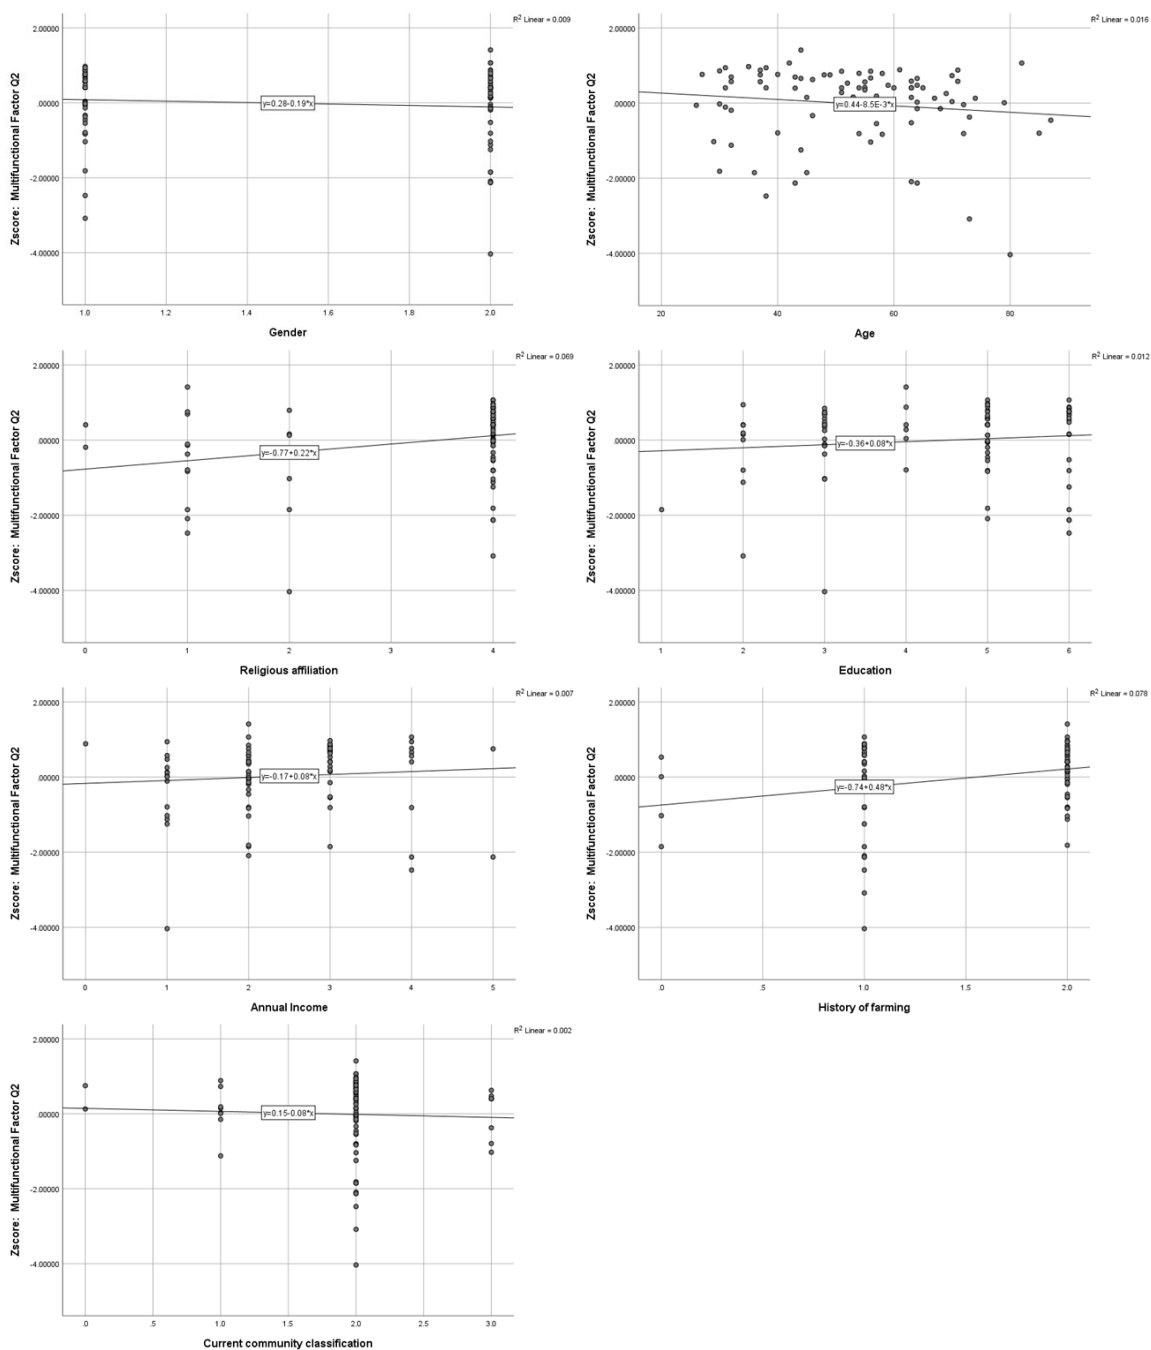 R² Linear = 0.009
2.00000
.00000
-2.00000
-4.00000
Zscore: Multifunctional Factor Q2
y=0.28-0.19*x
1.0 1.2 1.4 1.6 1.8 2.0
Gender
R² Linear = 0.016
2.00000
.00000
-2.00000
-4.00000
Zscore: Multifunctional Factor Q2
y=0.44-8.5E-3*x
20 40 60 80
Age
R² Linear = 0.069
2.00000
.00000
-2.00000
-4.00000
Zscore: Multifunctional Factor Q2
y=-0.77+0.22*x
0 1 2 3 4
Religious affiliation
R² Linear = 0.012
2.00000
.00000
-2.00000
-4.00000
Zscore: Multifunctional Factor Q2
y=-0.36+0.08*x
1 2 3 4 5 6
Education
R² Linear = 0.007
2.00000
.00000
-2.00000
-4.00000
Zscore: Multifunctional Factor Q2
y=-0.17+0.08*x
0 1 2 3 4 5
Annual Income
R² Linear = 0.078
2.00000
.00000
-2.00000
-4.00000
Zscore: Multifunctional Factor Q2
y=-0.74+0.48*x
.0 .5 1.0 1.5 2.0
History of farming
R² Linear = 0.002
2.00000
.00000
-2.00000
-4.00000
Zscore: Multifunctional Factor Q2
y=0.15-0.08*x
.0 .5 1.0 1.5 2.0 2.5 3.0
Current community classification